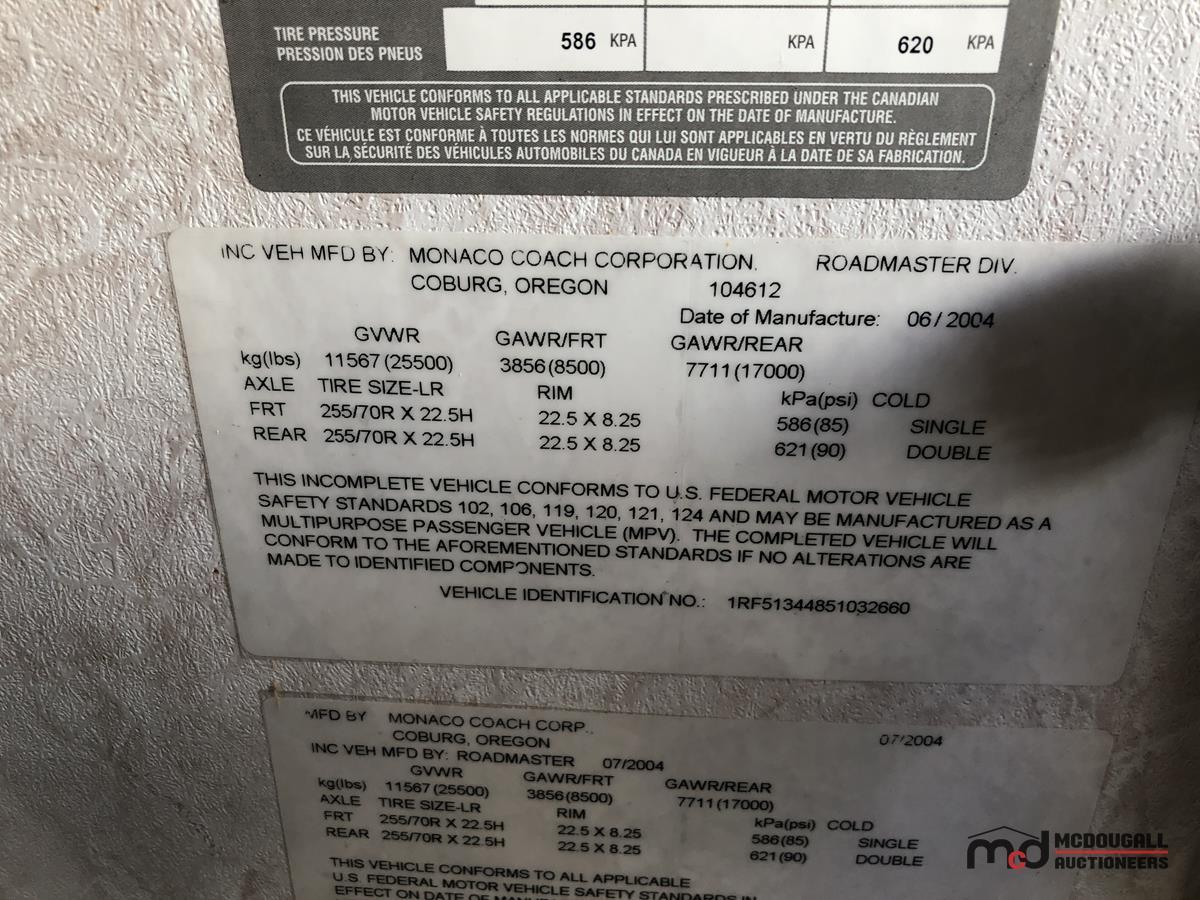 TIRE PRESSURE
PRESSION DES PNEUS
586 KPA KPA 620 KPA
THIS VEHICLE CONFORMS TO ALL APPLICABLE STANDARDS PRESCRIBED UNDER THE CANADIAN
MOTOR VEHICLE SAFETY REGULATIONS IN EFFECT ON THE DATE OF MANUFACTURE.
CE VÉHICULE EST CONFORME À TOUTES LES NORMES QUI LUI SONT APPLICABLES EN VERTU DU RÈGLEMENT
SUR LA SÉCURITÉ DES VÉHICULES AUTOMOBILES DU CANADA EN VIGUEUR À LA DATE DE SA FABRICATION.
INC VEH MFD BY: MONACO COACH CORPORATION. ROADMASTER DIV.
COBURG, OREGON 104612
Date of Manufacture: 06/2004
GVWR GAWR/FRT GAWR/REAR
kg(lbs) 11567(25500) 3856(8500) 7711(17000)
AXLE TIRE SIZE-LR RIM kPa(psi) COLD
FRT 255/70R X 22.5H 22.5 X 8.25 586(85) SINGLE
REAR 255/70R X 22.5H 22.5 X 8.25 621(90) DOUBLE
THIS INCOMPLETE VEHICLE CONFORMS TO U.S. FEDERAL MOTOR VEHICLE
SAFETY STANDARDS 102, 106, 119, 120, 121, 124 AND MAY BE MANUFACTURED AS A
MULTIPURPOSE PASSENGER VEHICLE (MPV). THE COMPLETED VEHICLE WILL
CONFORM TO THE AFOREMENTIONED STANDARDS IF NO ALTERATIONS ARE
MADE TO IDENTIFIED COMPONENTS.
VEHICLE IDENTIFICATION NO.: 1RF51344851032660
MFD BY MONACO COACH CORP.,
COBURG, OREGON 07/2004
INC VEH MFD BY: ROADMASTER 07/2004
GVWR GAWR/FRT GAWR/REAR
kg(lbs) 11567(25500) 3856(8500) 7711(17000)
AXLE TIRE SIZE-LR RIM kPa(psi) COLD
FRT 255/70R X 22.5H 22.5 X 8.25 586(85) SINGLE
REAR 255/70R X 22.5H 22.5 X 8.25 621(90) DOUBLE
THIS VEHICLE CONFORMS TO ALL APPLICABLE
U.S. FEDERAL MOTOR VEHICLE SAFETY STANDARDS IN
EFFECT ON DATE OF MANUFACTURE
mcd MCDOUGALL
AUCTIONEERS